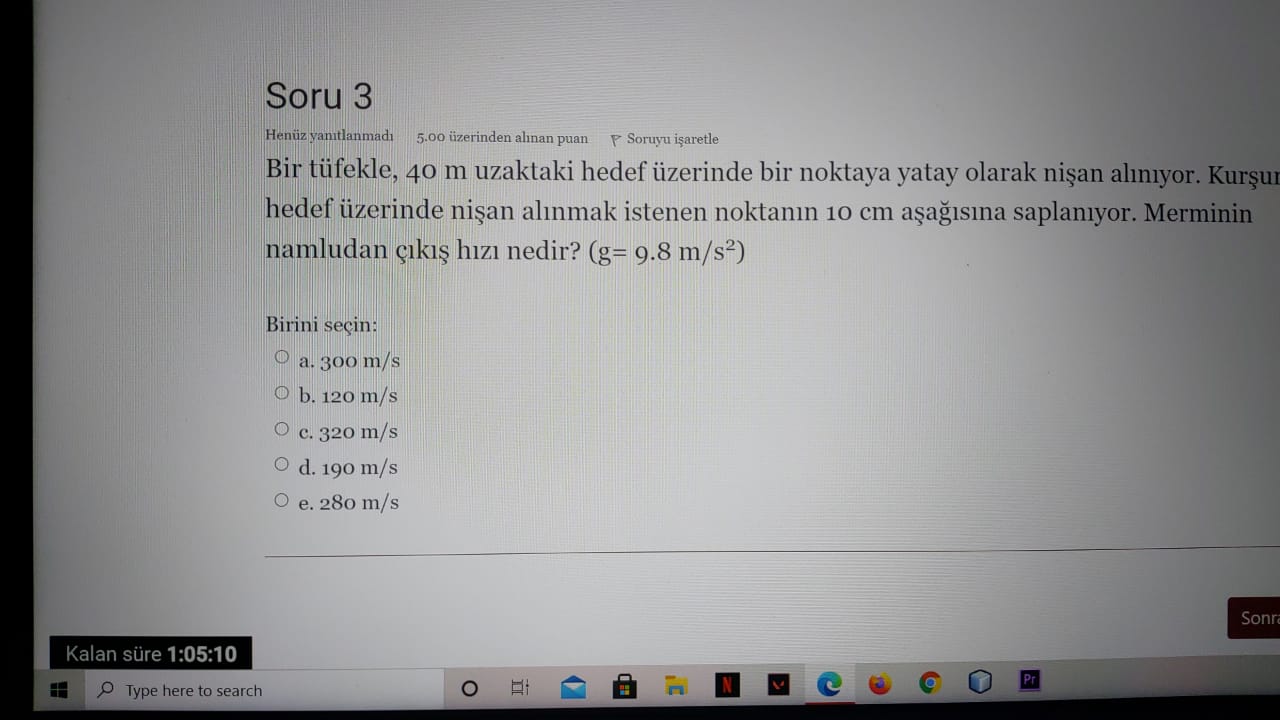 Soru 3
Henüz yanıtlanmadı 5.00 üzerinden alınan puan Soruyu işaretle
Bir tüfekle, 40 m uzaktaki hedef üzerinde bir noktaya yatay olarak nişan alınıyor.
hedef üzerinde nişan alınmak istenen noktanın 10 cm aşağısına saplanıyor. Merminin
namludan çıkış hızı nedir? (g= 9.8 m/s²)
Birini seçin:
a. 300 m/s
b. 120 m/s
c. 320 m/s
d. 190 m/s
e. 280 m/s
Kalan süre 1:05:10
Type here to search
N
Pr